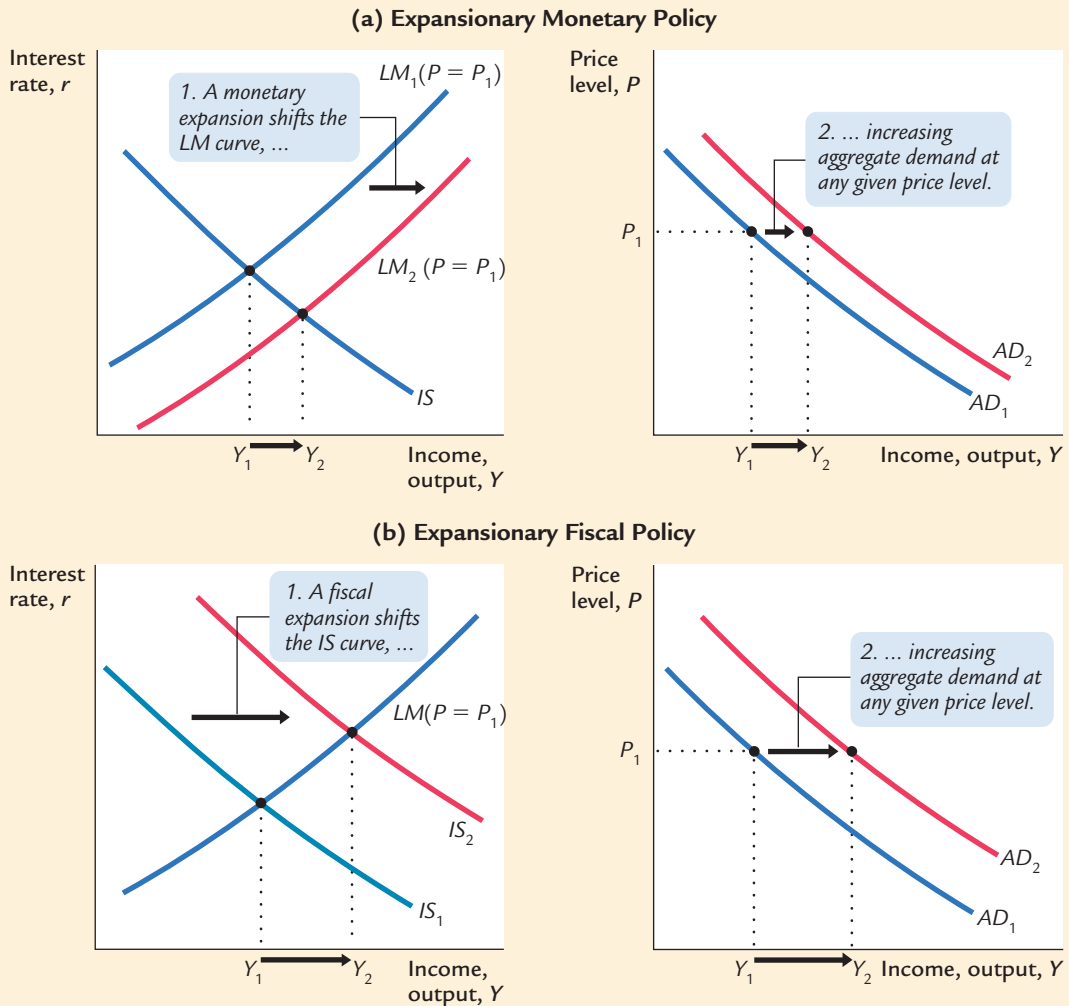 (a) Expansionary Monetary Policy
Interest
rate, r
LM₁(P = P₁)
1. A monetary
expansion shifts the
LM curve, ...
LM₂ (P = P₁)
IS
Y₁
Y₂
Income,
output, Y
Price
level, P
2. ... increasing
aggregate demand at
any given price level.
P₁
AD₂
AD₁
Y₁
Y₂
Income, output, Y
(b) Expansionary Fiscal Policy
Interest
rate, r
1. A fiscal
expansion shifts
the IS curve, ...
LM(P = P₁)
IS₂
IS₁
Y₁
Y₂
Income,
output, Y
Price
level, P
2. ... increasing
aggregate demand at
any given price level.
P₁
AD₂
AD₁
Y₁
Y₂
Income, output, Y